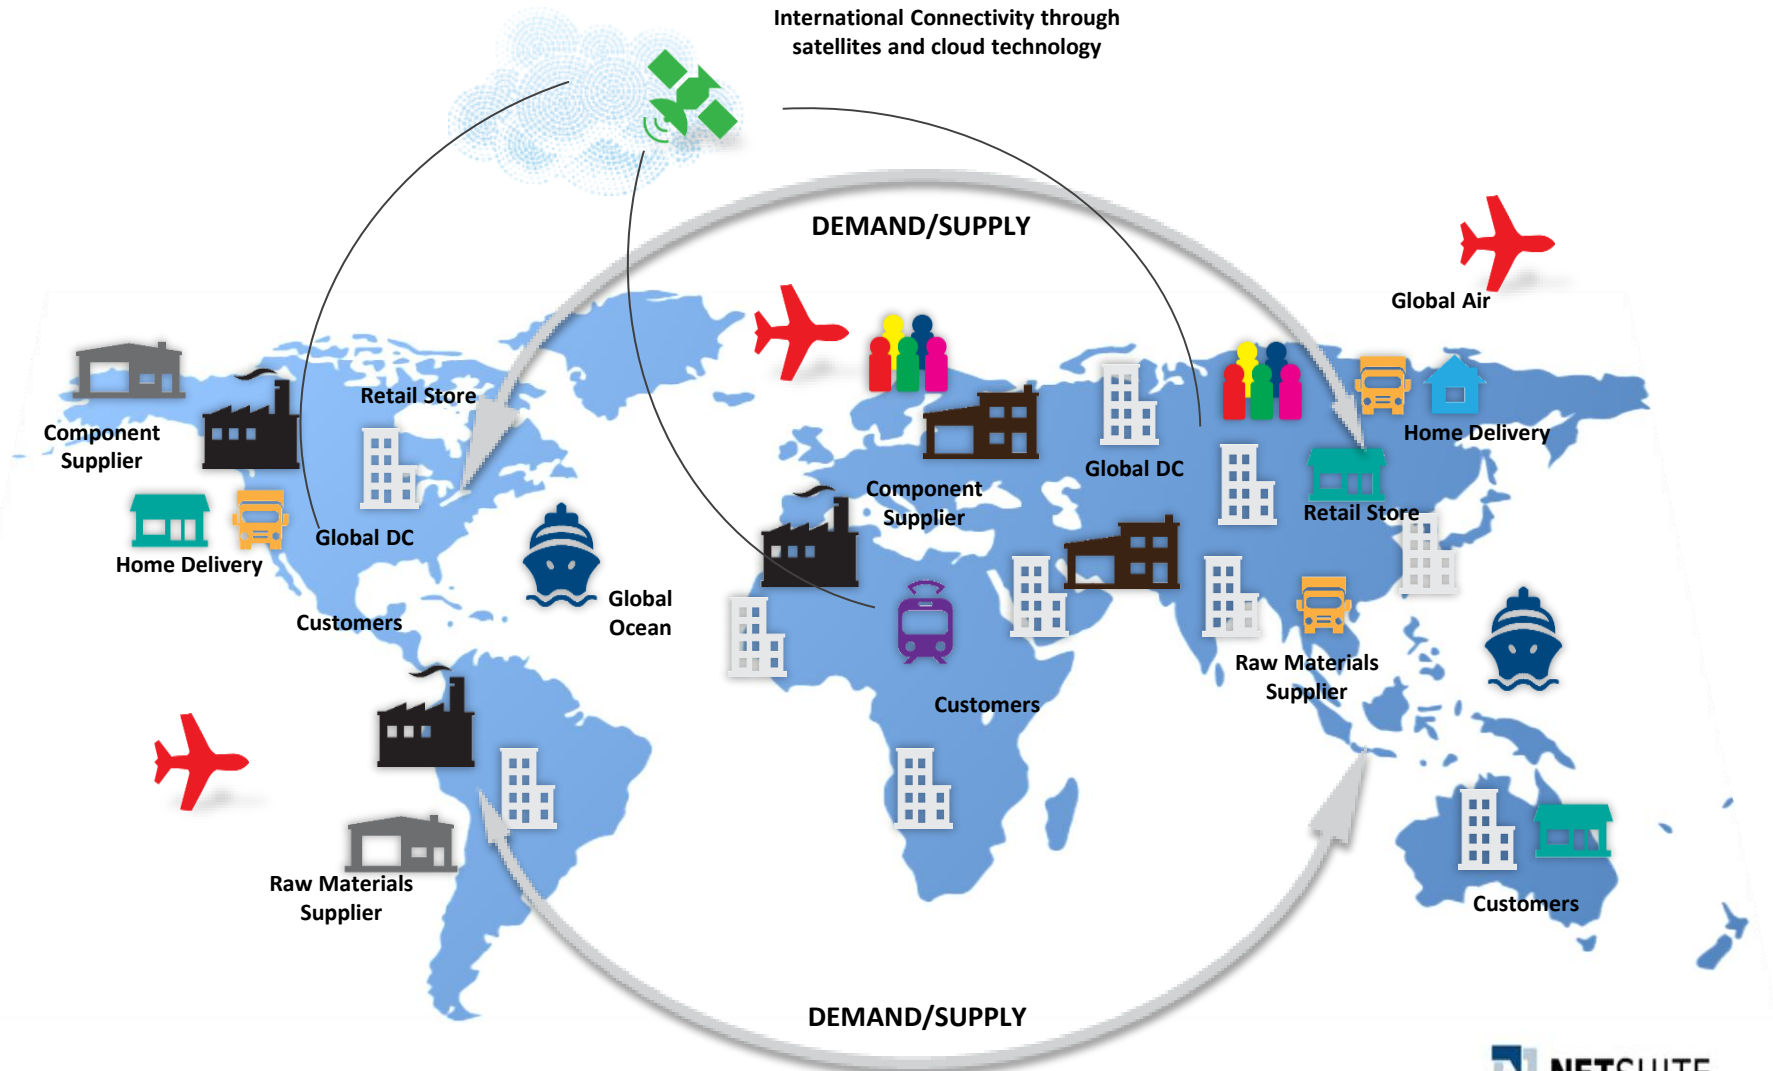 International Connectivity through
satellites and cloud technology
DEMAND/SUPPLY
Global Air
Retail Store
Component
Supplier
Home Delivery
Global DC
Component
Supplier
Retail Store
Global DC
Home Delivery
Global
Ocean
Customers
Raw Materials
Supplier
Customers
Raw Materials
Supplier
Customers
DEMAND/SUPPLY
NETSUITE